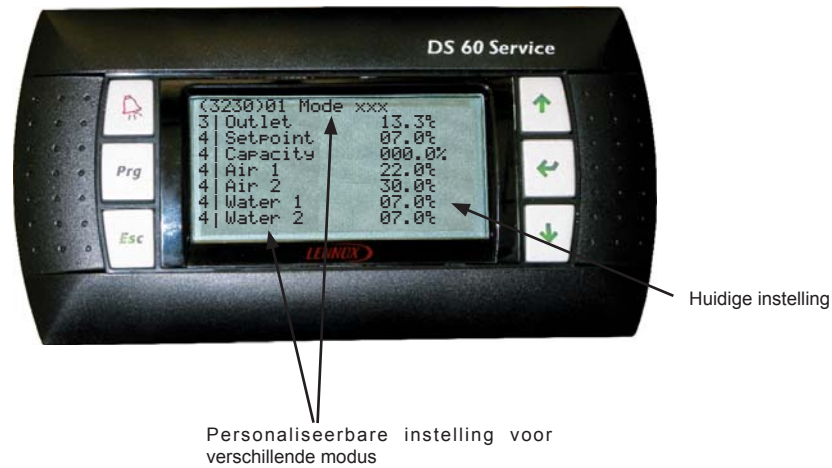 DS 60 Service
(3230)01 Mode xxx
3|Outlet 13.3℃
4|Setpoint 07.0℃
4|Capacity 000.0%
4|Air 1 22.0℃
4|Air 2 30.0℃
4|Water 1 07.0℃
4|Water 2 07.0℃
Prg
Esc
LENNOX
Huidige instelling
Personaliseerbare instelling voor
verschillende modus